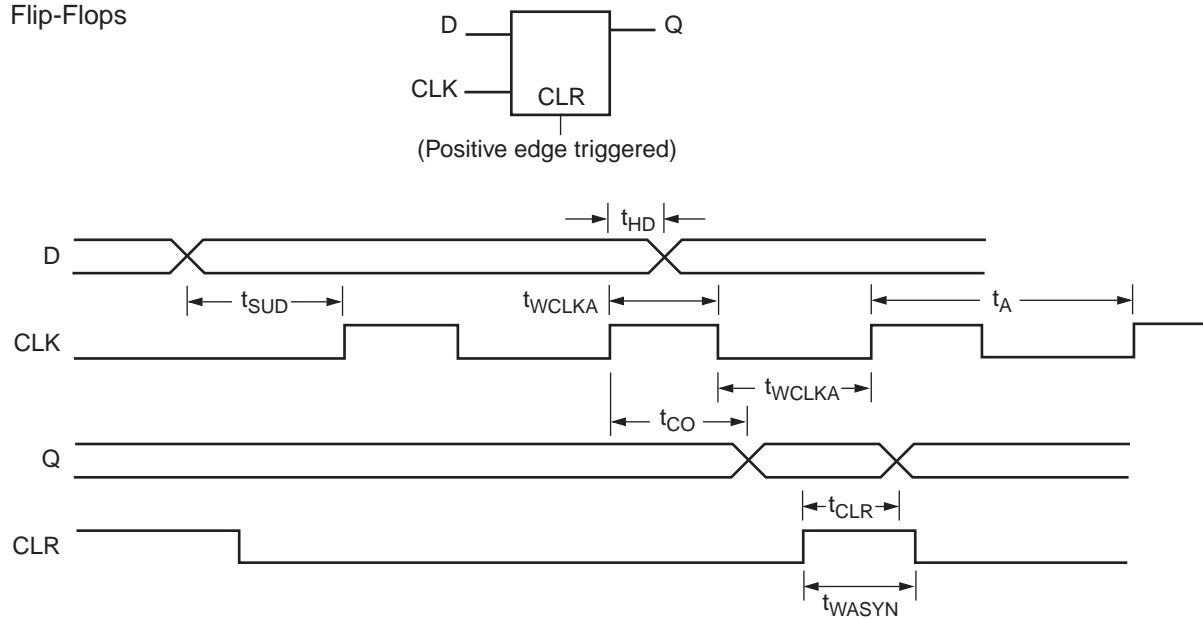 Flip-Flops
D
Q
CLK
CLR
(Positive edge triggered)
tHD
D
tSUD
tWCLKA
tA
CLK
tWCLKA
tCO
Q
tCLR
CLR
tWASYN